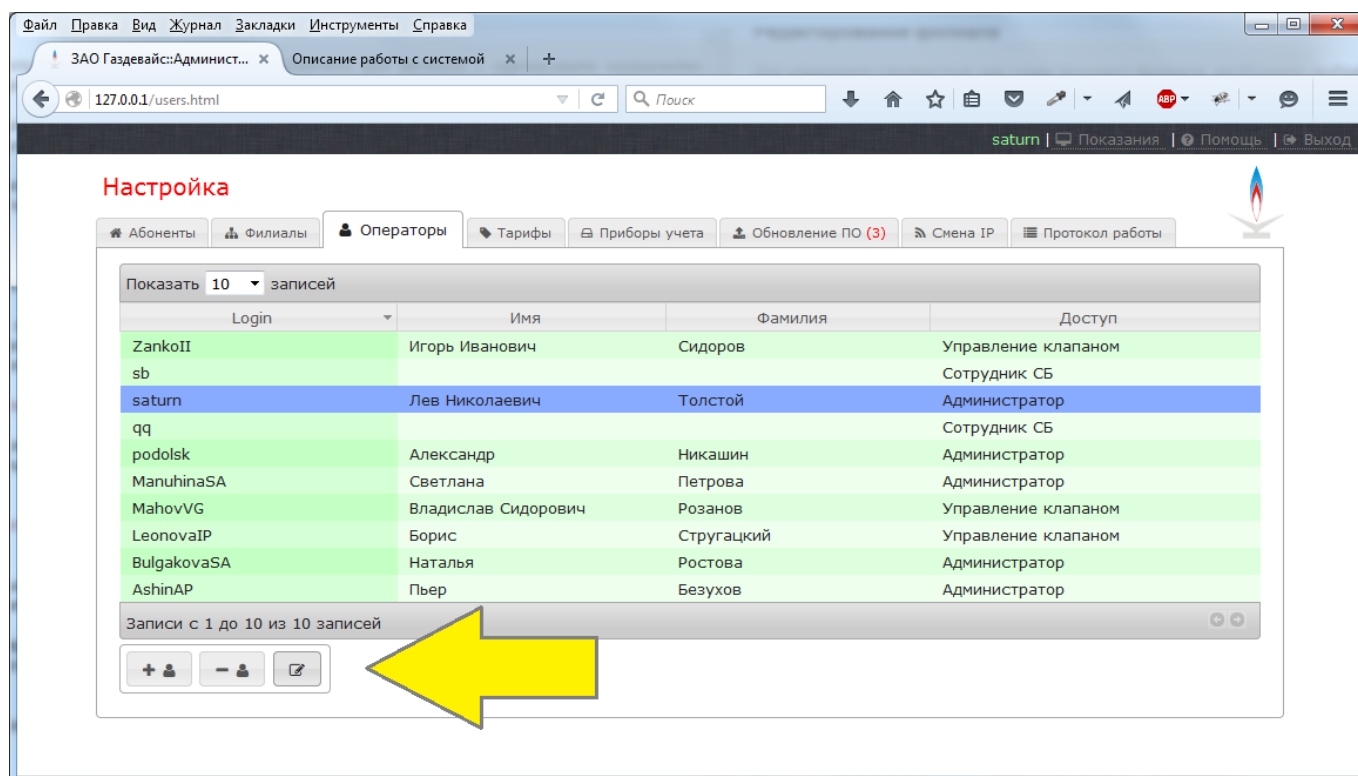 Файл Правка Вид Журнал Закладки Инструменты Справка
ЗАО Газдевайс::Админист... Описание работы с системой
127.0.0.1/users.html Поиск ABP
saturn | Показания | Помощь | Выход
Настройка
Абоненты Филиалы Операторы Тарифы Приборы учета Обновление ПО (3) Смена IP Протокол работы
Показать 10 записей
Login Имя Фамилия Доступ
ZankoII Игорь Иванович Сидоров Управление клапаном
sb Сотрудник СБ
saturn Лев Николаевич Толстой Администратор
qq Сотрудник СБ
podolsk Александр Никашин Администратор
ManuhinaSA Светлана Петрова Администратор
MahovVG Владислав Сидорович Розанов Управление клапаном
LeonovaIP Борис Стругацкий Управление клапаном
BulgakovaSA Наталья Ростова Администратор
AshinAP Пьер Безухов Администратор
Записи с 1 до 10 из 10 записей